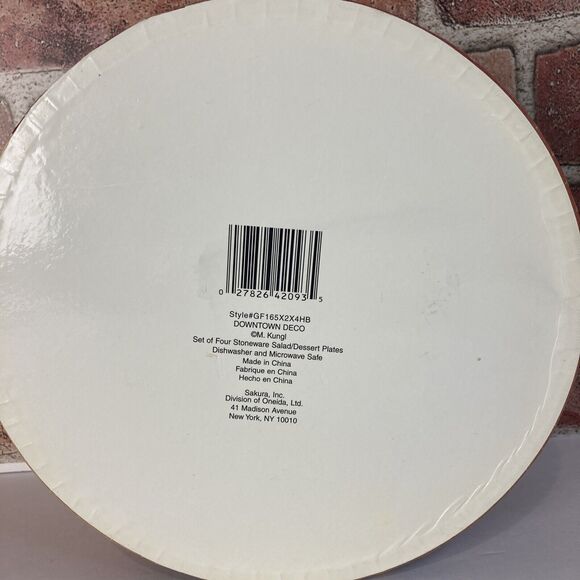 0 27826 42093 5
Style#GF165X2X4HB
DOWNTOWN DECO
©M. Kungl
Set of Four Stoneware Salad/Dessert Plates
Dishwasher and Microwave Safe
Made in China
Fabrique en China
Hecho en China
Sakura, Inc.
Division of Oneida, Ltd.
41 Madison Avenue
New York, NY 10010